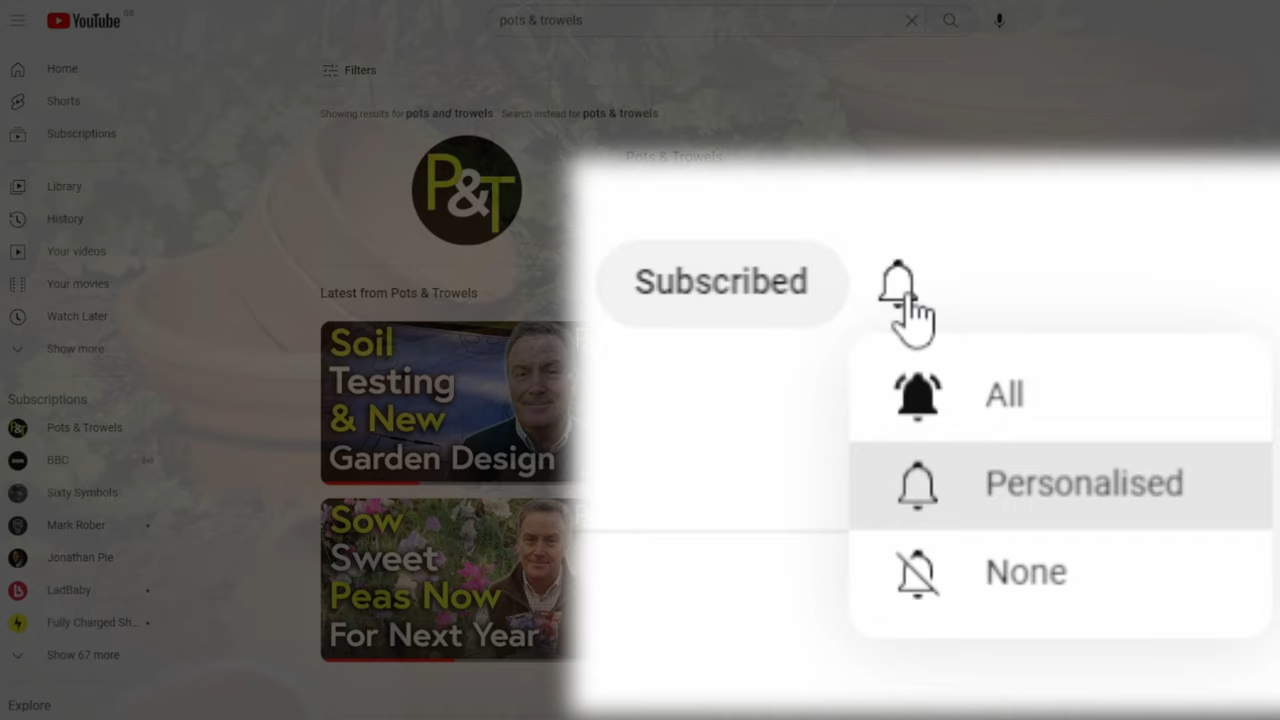 YouTube GB
pots & trowels
Home
Shorts
Subscriptions
Library
History
Your videos
Your movies
Watch Later
Show more
Subscriptions
Pots & Trowels
BBC
Sixty Symbols
Mark Rober
Jonathan Pie
LadBaby
Fully Charged Sh...
Show 67 more
Explore
Filters
Showing results for pots and trowels Search instead for pots & trowels
P&T
Pots & Trowels
Latest from Pots & Trowels
Soil
Testing
& New
Garden Design
Sow
Sweet
Peas Now
For Next Year
Subscribed
All
Personalised
None